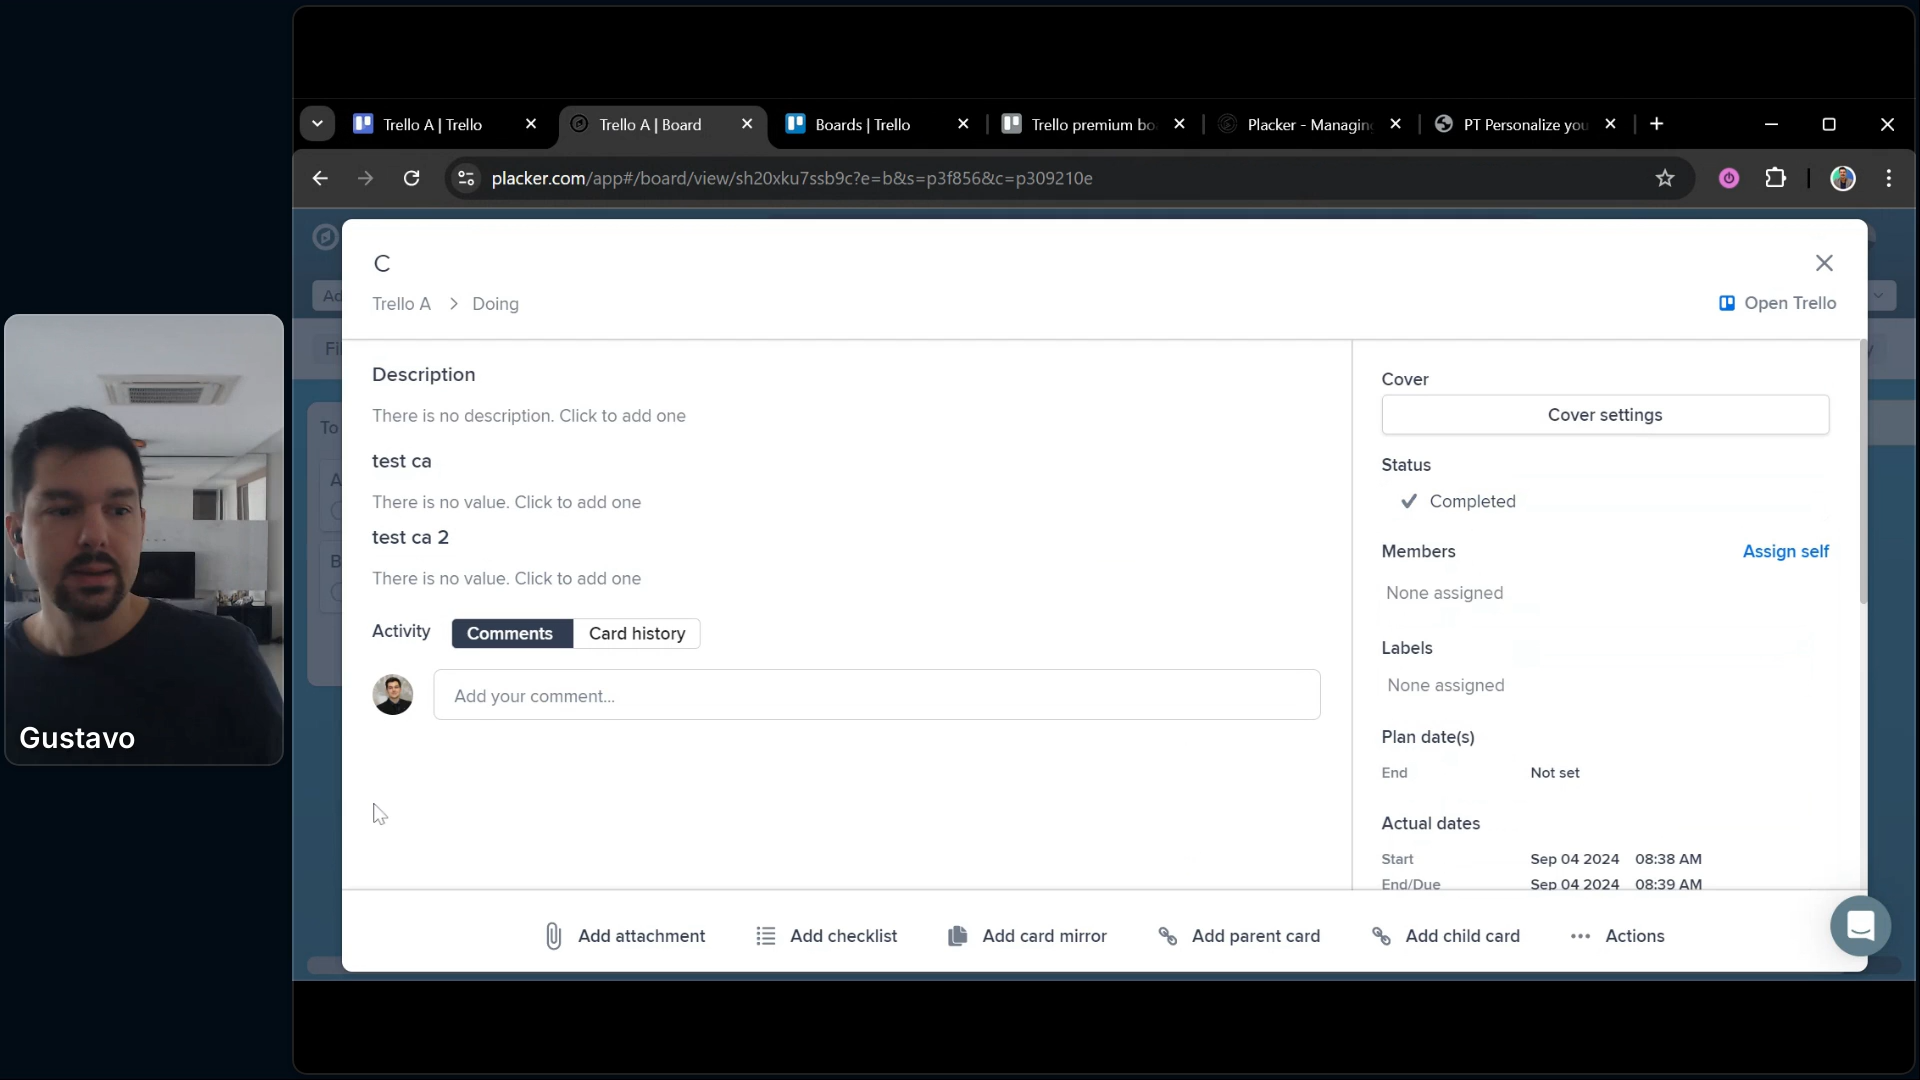 Trello A | Trello
Trello A | Board
Boards | Trello
Trello premium bo
Placker - Managin
PT Personalize you
placker.com/app#/board/view/sh20xku7ssb9c?e=b&s=p3f856&c=p309210e
C
Trello A > Doing
Open Trello
Ad
Fil
To
A
B
Description
There is no description. Click to add one
test ca
There is no value. Click to add one
test ca 2
There is no value. Click to add one
Activity Comments Card history
Add your comment...
Cover
Cover settings
Status
Completed
Members Assign self
None assigned
Labels
None assigned
Plan date(s)
End Not set
Actual dates
Start Sep 04 2024 08:38 AM
End/Due Sep 04 2024 08:39 AM
Add attachment
Add checklist
Add card mirror
Add parent card
Add child card
Actions
Gustavo